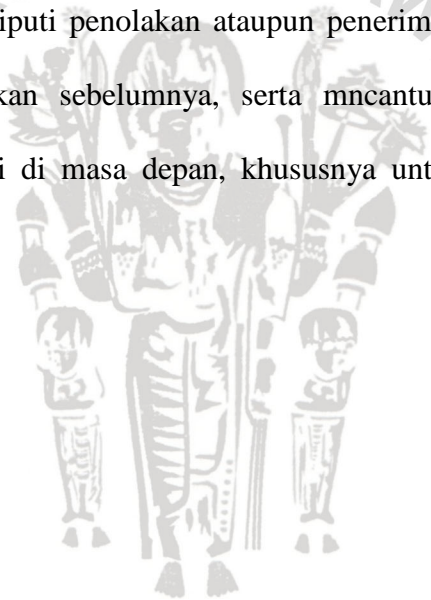 iputi penolakan ataupun penerim
kan sebelumnya, serta mncantu
i di masa depan, khususnya unt